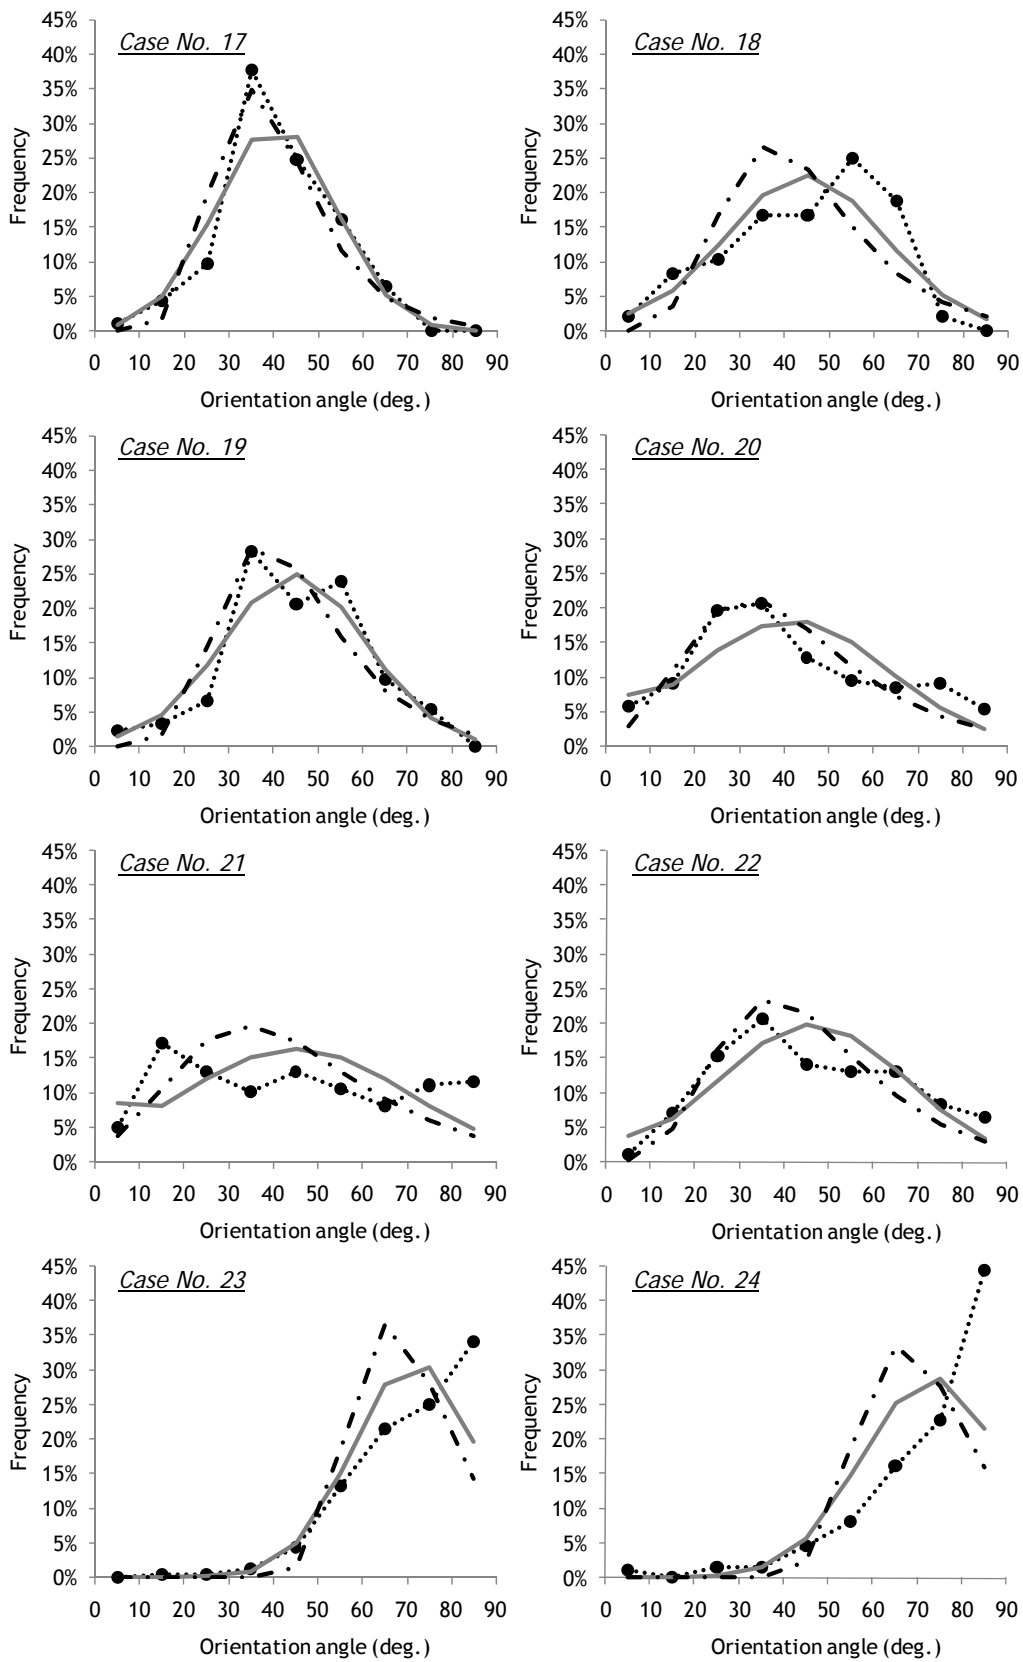 Case No. 17
Frequency
45%
40%
35%
30%
25%
20%
15%
10%
5%
0%
0 10 20 30 40 50 60 70 80 90
Orientation angle (deg.)
Case No. 18
Frequency
45%
40%
35%
30%
25%
20%
15%
10%
5%
0%
0 10 20 30 40 50 60 70 80 90
Orientation angle (deg.)
Case No. 19
Frequency
45%
40%
35%
30%
25%
20%
15%
10%
5%
0%
0 10 20 30 40 50 60 70 80 90
Orientation angle (deg.)
Case No. 20
Frequency
45%
40%
35%
30%
25%
20%
15%
10%
5%
0%
0 10 20 30 40 50 60 70 80 90
Orientation angle (deg.)
Case No. 21
Frequency
45%
40%
35%
30%
25%
20%
15%
10%
5%
0%
0 10 20 30 40 50 60 70 80 90
Orientation angle (deg.)
Case No. 22
Frequency
45%
40%
35%
30%
25%
20%
15%
10%
5%
0%
0 10 20 30 40 50 60 70 80 90
Orientation angle (deg.)
Case No. 23
Frequency
45%
40%
35%
30%
25%
20%
15%
10%
5%
0%
0 10 20 30 40 50 60 70 80 90
Orientation angle (deg.)
Case No. 24
Frequency
45%
40%
35%
30%
25%
20%
15%
10%
5%
0%
0 10 20 30 40 50 60 70 80 90
Orientation angle (deg.)